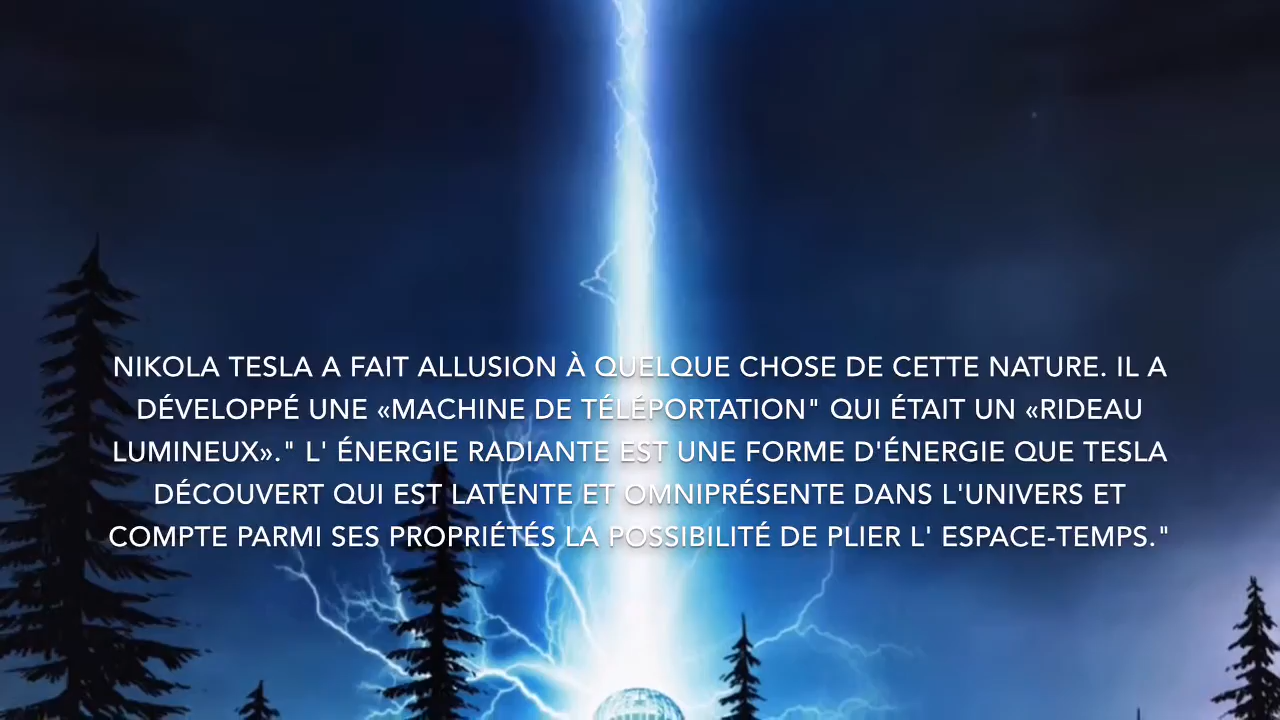 NIKOLA TESLA A FAIT ALLUSION À QUELQUE CHOSE DE CETTE NATURE. IL A
DÉVELOPPÉ UNE «MACHINE DE TÉLÉPORTATION" QUI ÉTAIT UN «RIDEAU
LUMINEUX»." L' ÉNERGIE RADIANTE EST UNE FORME D'ÉNERGIE QUE TESLA
DÉCOUVERT QUI EST LATENTE ET OMNIPRÉSENTE DANS L'UNIVERS ET
COMPTE PARMI SES PROPRIÉTÉS LA POSSIBILITÉ DE PLIER L' ESPACE-TEMPS."